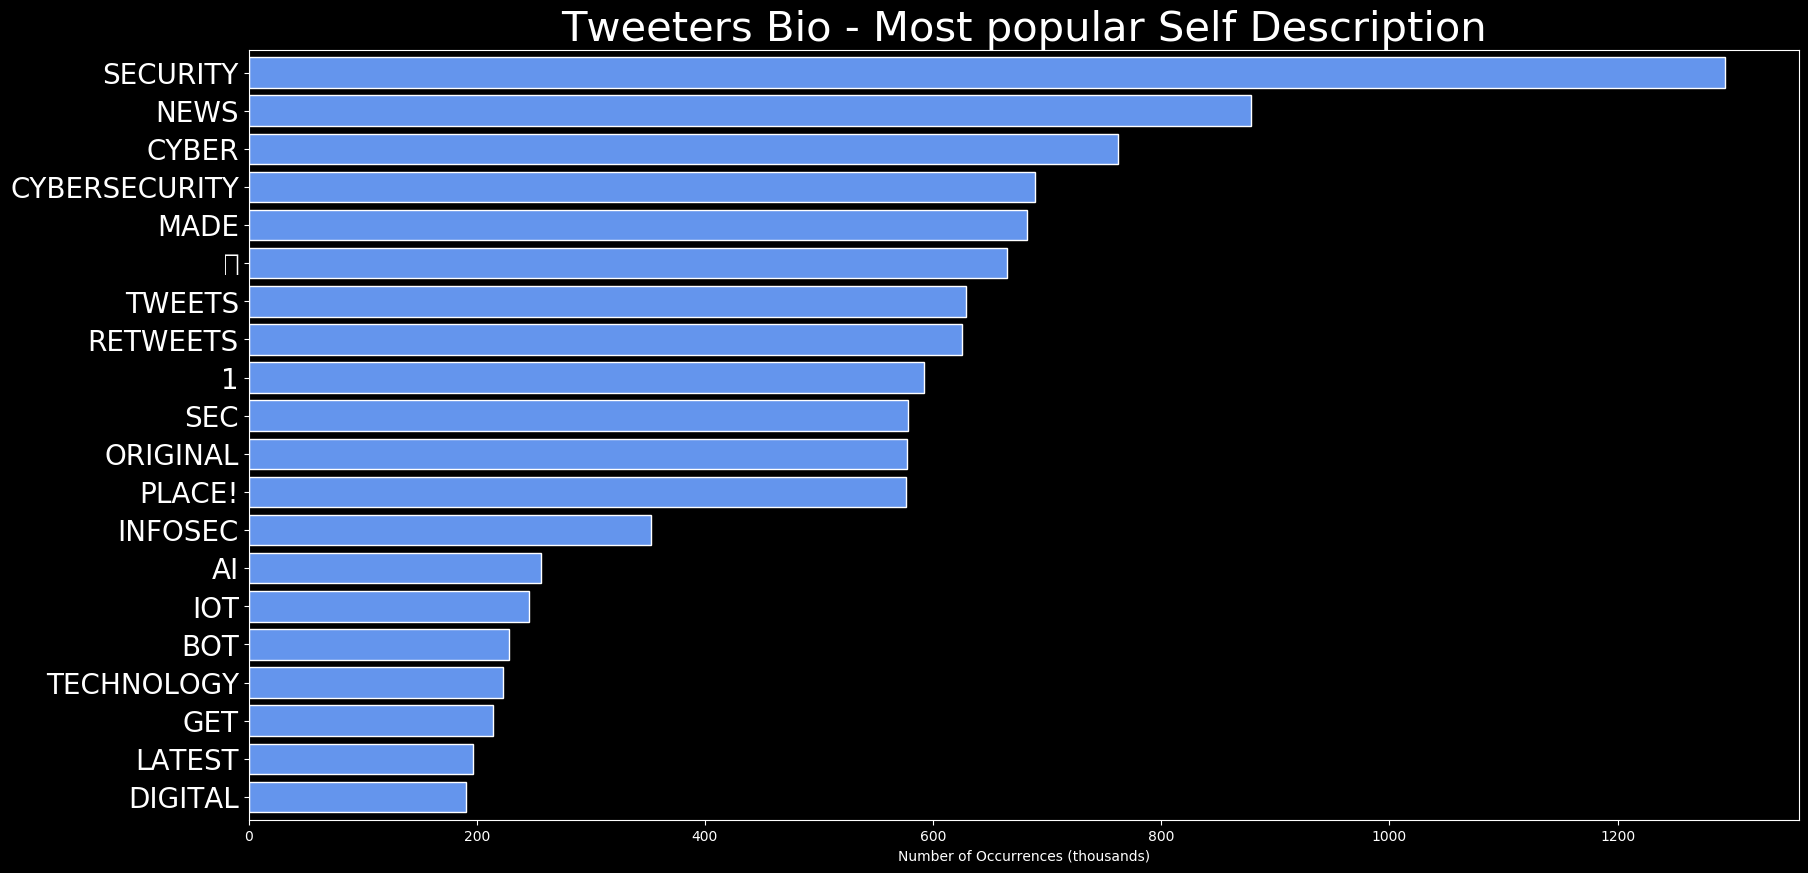 Tweeters Bio - Most popular Self Description
SECURITY
NEWS
CYBER
CYBERSECURITY
MADE
TWEETS
RETWEETS
1
SEC
ORIGINAL
PLACE!
INFOSEC
AI
IOT
BOT
TECHNOLOGY
GET
LATEST
DIGITAL
0 200 400 600 800 1000 1200
Number of Occurrences (thousands)